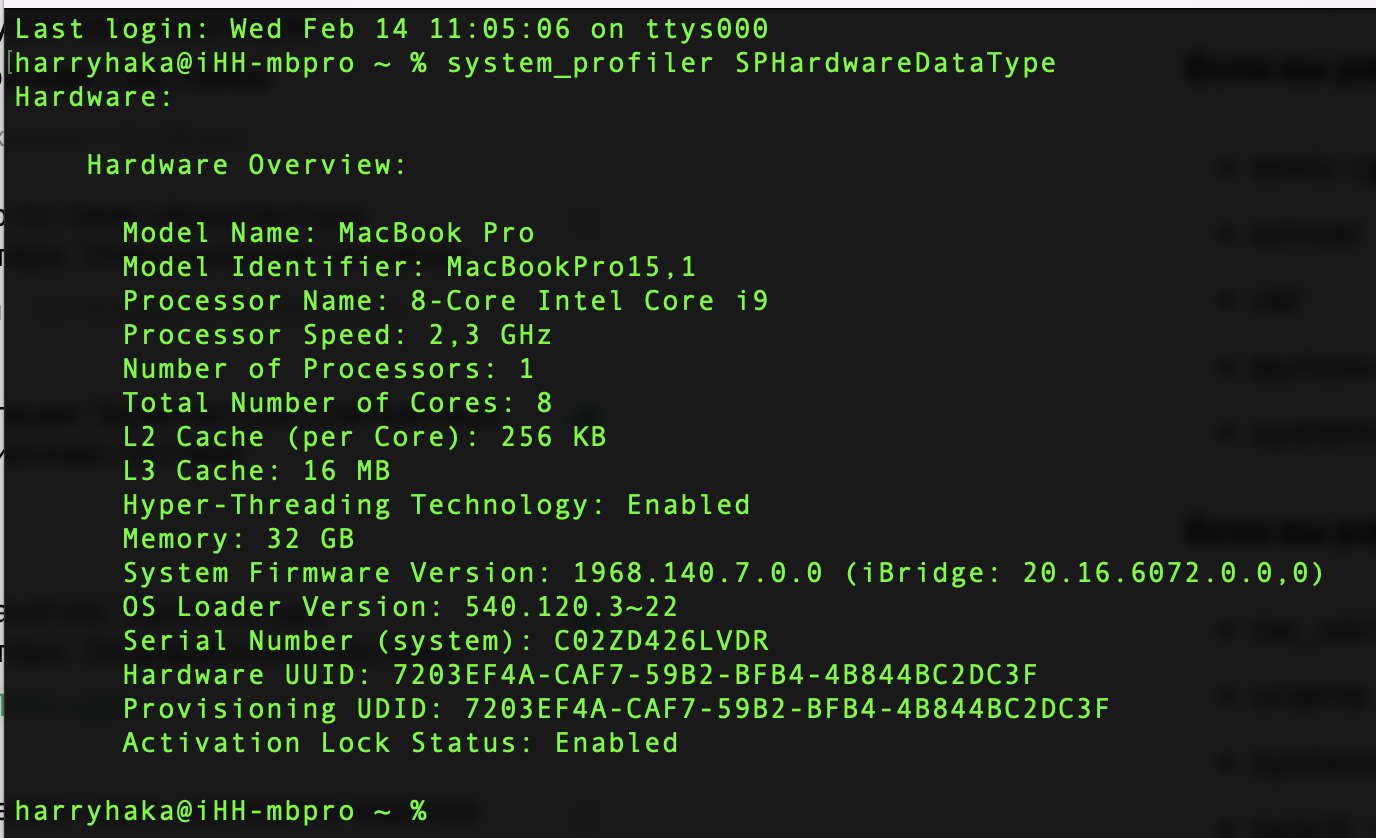 Last login: Wed Feb 14 11:05:06 on ttys000
[harryhaka@iHH-mbpro ~ % system_profiler SPHardwareDataType
Hardware:
Hardware Overview:
Model Name: MacBook Pro
Model Identifier: MacBookPro15,1
Processor Name: 8-Core Intel Core i9
Processor Speed: 2,3 GHz
Number of Processors: 1
Total Number of Cores: 8
L2 Cache (per Core): 256 KB
L3 Cache: 16 MB
Hyper-Threading Technology: Enabled
Memory: 32 GB
System Firmware Version: 1968.140.7.0.0 (iBridge: 20.16.6072.0.0,0)
OS Loader Version: 540.120.3~22
Serial Number (system): C02ZD426LVDR
Hardware UUID: 7203EF4A-CAF7-59B2-BFB4-4B844BC2DC3F
Provisioning UDID: 7203EF4A-CAF7-59B2-BFB4-4B844BC2DC3F
Activation Lock Status: Enabled
harryhaka@iHH-mbpro ~ %